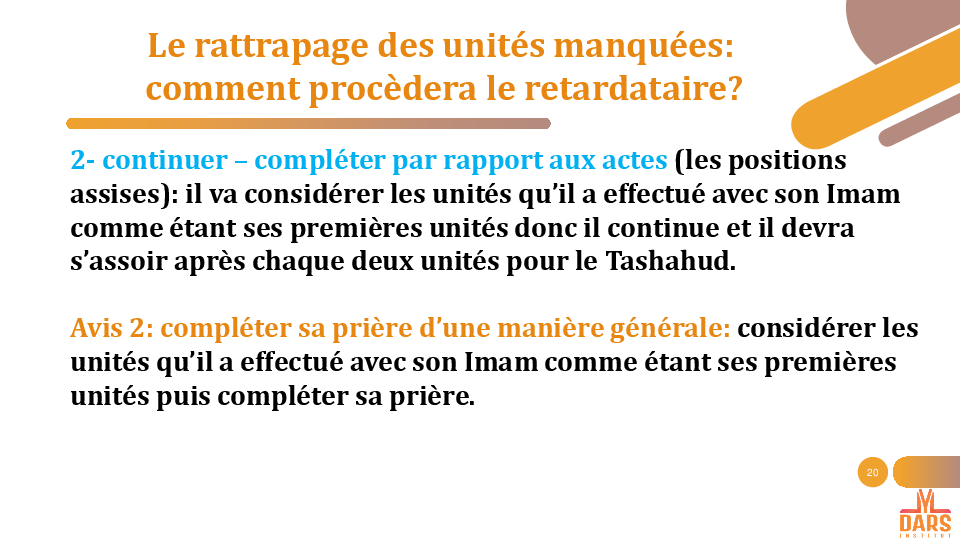 Le rattrapage des unités manquées:
comment procèdera le retardataire?
2- continuer – compléter par rapport aux actes (les positions
assises): il va considérer les unités qu’il a effectué avec son Imam
comme étant ses premières unités donc il continue et il devra
s’assoir après chaque deux unités pour le Tashahud.
Avis 2: compléter sa prière d’une manière générale: considérer les
unités qu’il a effectué avec son Imam comme étant ses premières
unités puis compléter sa prière.
20
DARS
INSTITUT